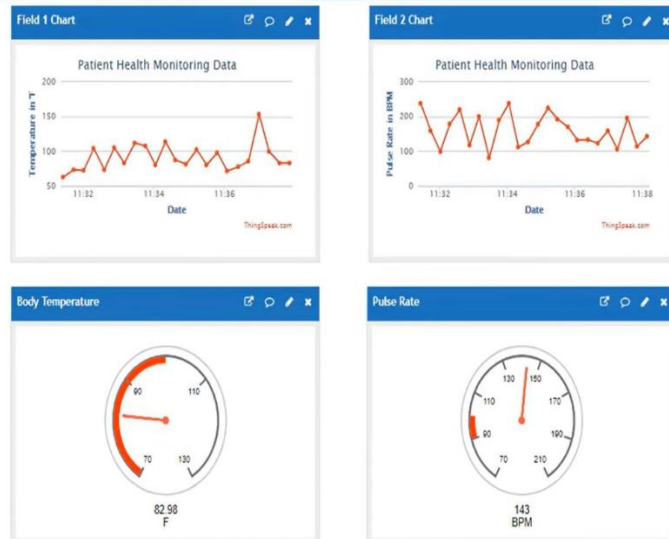 Field 1 Chart
Patient Health Monitoring Data
200
150
100
50
Temperature in °F
11:32 11:34 11:36
Date
ThingSpeak.com
Field 2 Chart
Patient Health Monitoring Data
300
200
100
0
Pulse Rate in BPM
11:32 11:34 11:36 11:38
Date
ThingSpeak.com
Body Temperature
90 110
70 130
82.98
F
Pulse Rate
130 150
110 170
90 190
70 210
143
BPM